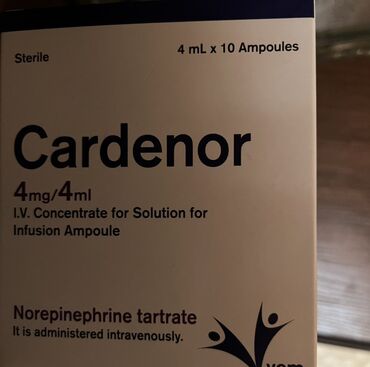 Sterile
4 mL x 10 Ampoules
Cardenor
4mg/4ml
I.V. Concentrate for Solution for
Infusion Ampoule
Norepinephrine tartrate
It is administered intravenously.